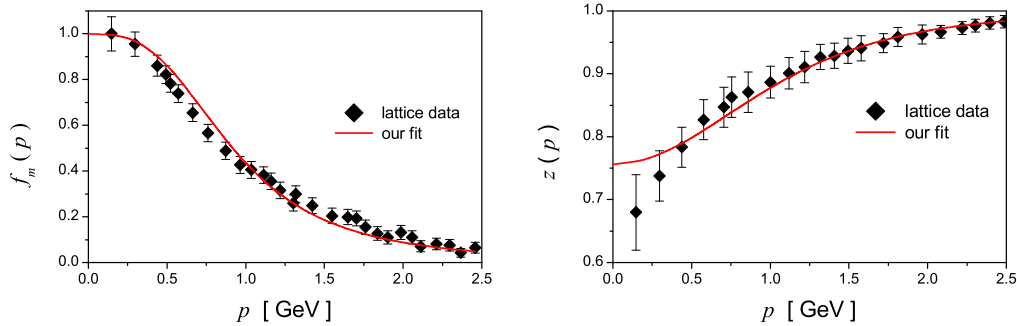 1.0
0.8
0.6
0.4
0.2
0.0
f_m ( p )
lattice data
our fit
0.0 0.5 1.0 1.5 2.0 2.5
p [ GeV ]
1.0
0.9
0.8
0.7
0.6
z ( p )
lattice data
our fit
0.0 0.5 1.0 1.5 2.0 2.5
p [ GeV ]